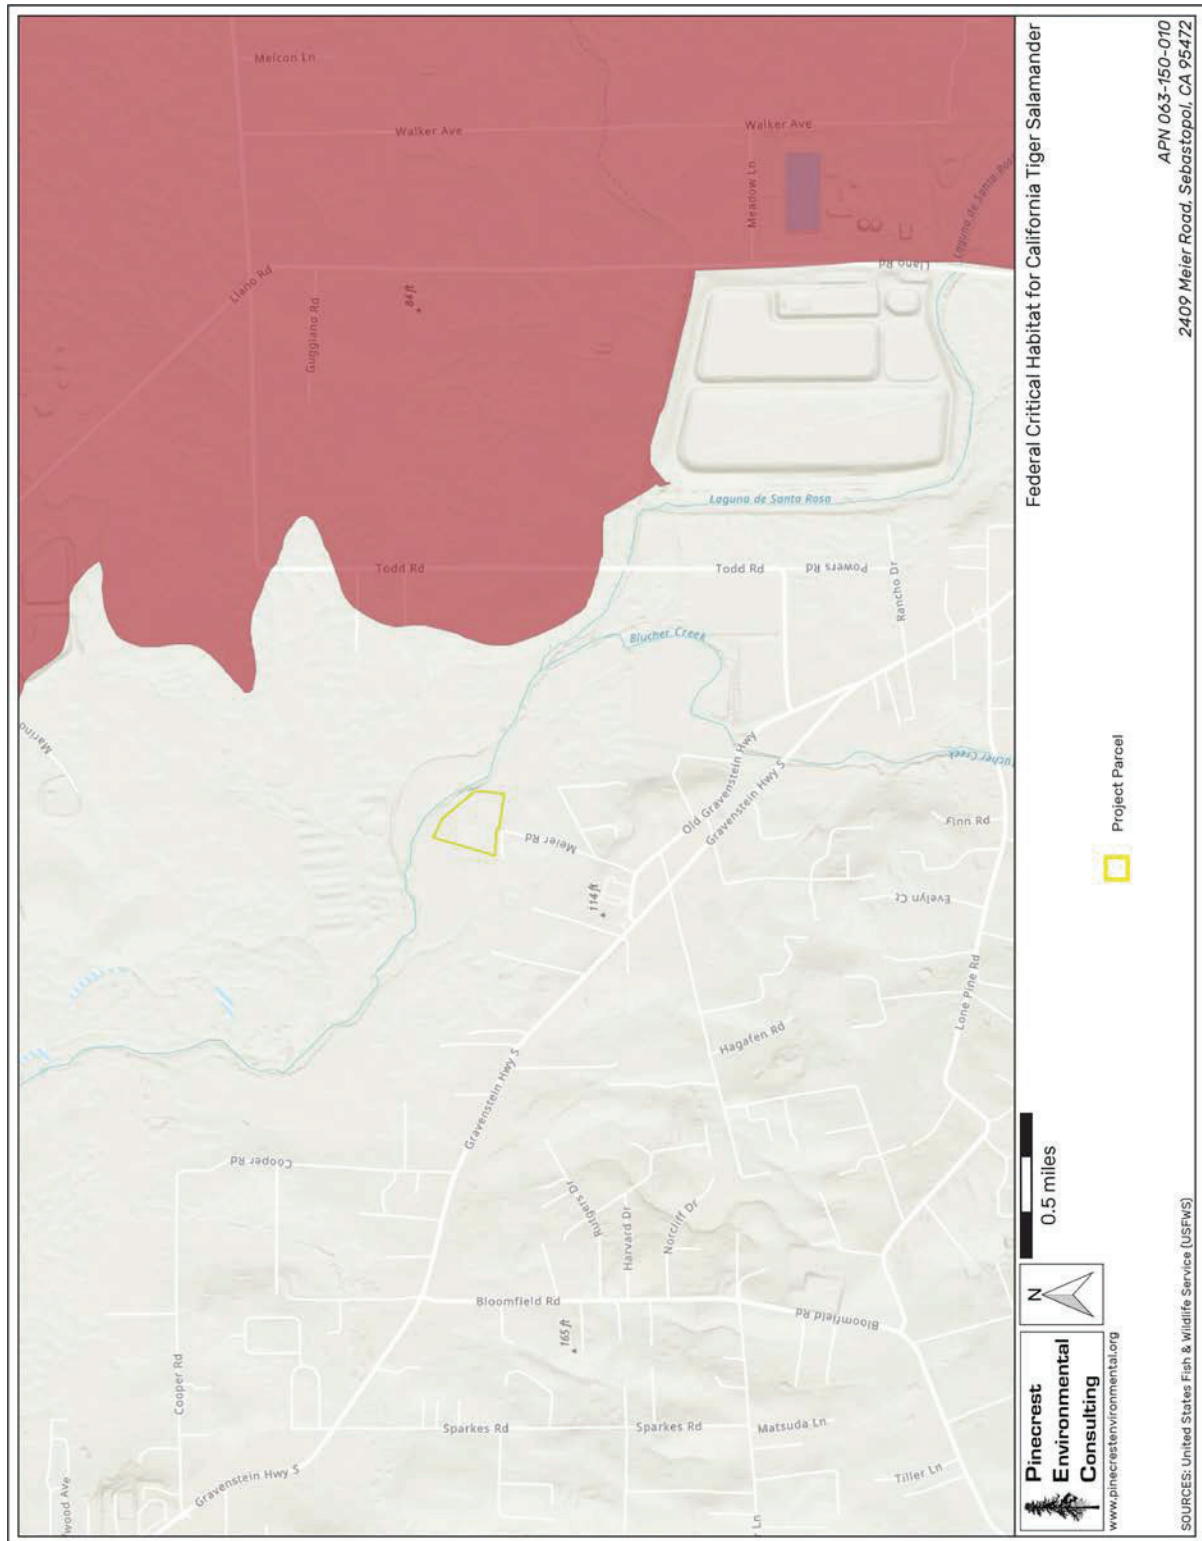 Federal Critical Habitat for California Tiger Salamander
APN 063-150-010
2409 Meier Road, Sebastopol, CA 95472
Melcon Ln
Walker Ave
Walker Ave
Llano Rd
Guggiano Rd
84 ft
Meadow Ln
Llano Rd
Laguna de Santa Rosa
Laguna de Santa Rosa
Todd Rd
Todd Rd
Powers Rd
Rancho Dr
Blucher Creek
Marino
Old Gravenstein Hwy
Gravenstein Hwy S
Meier Rd
114 ft
Finn Rd
Evelyn Ct
Lone Pine Rd
Hagafen Rd
Gravenstein Hwy S
Cooper Rd
Rutgers Dr
Harvard Dr
Norcliff Dr
Bloomfield Rd
Bloomfield Rd
165 ft
Cooper Rd
Sparkes Rd
Sparkes Rd
Matsuda Ln
Gravenstein Hwy S
Tiller Ln
wood Ave
Ln
ucher Creek
Project Parcel
0.5 miles
N
Pinecrest
Environmental
Consulting
www.pinecrestenvironmental.org
SOURCES: United States Fish & Wildlife Service (USFWS)